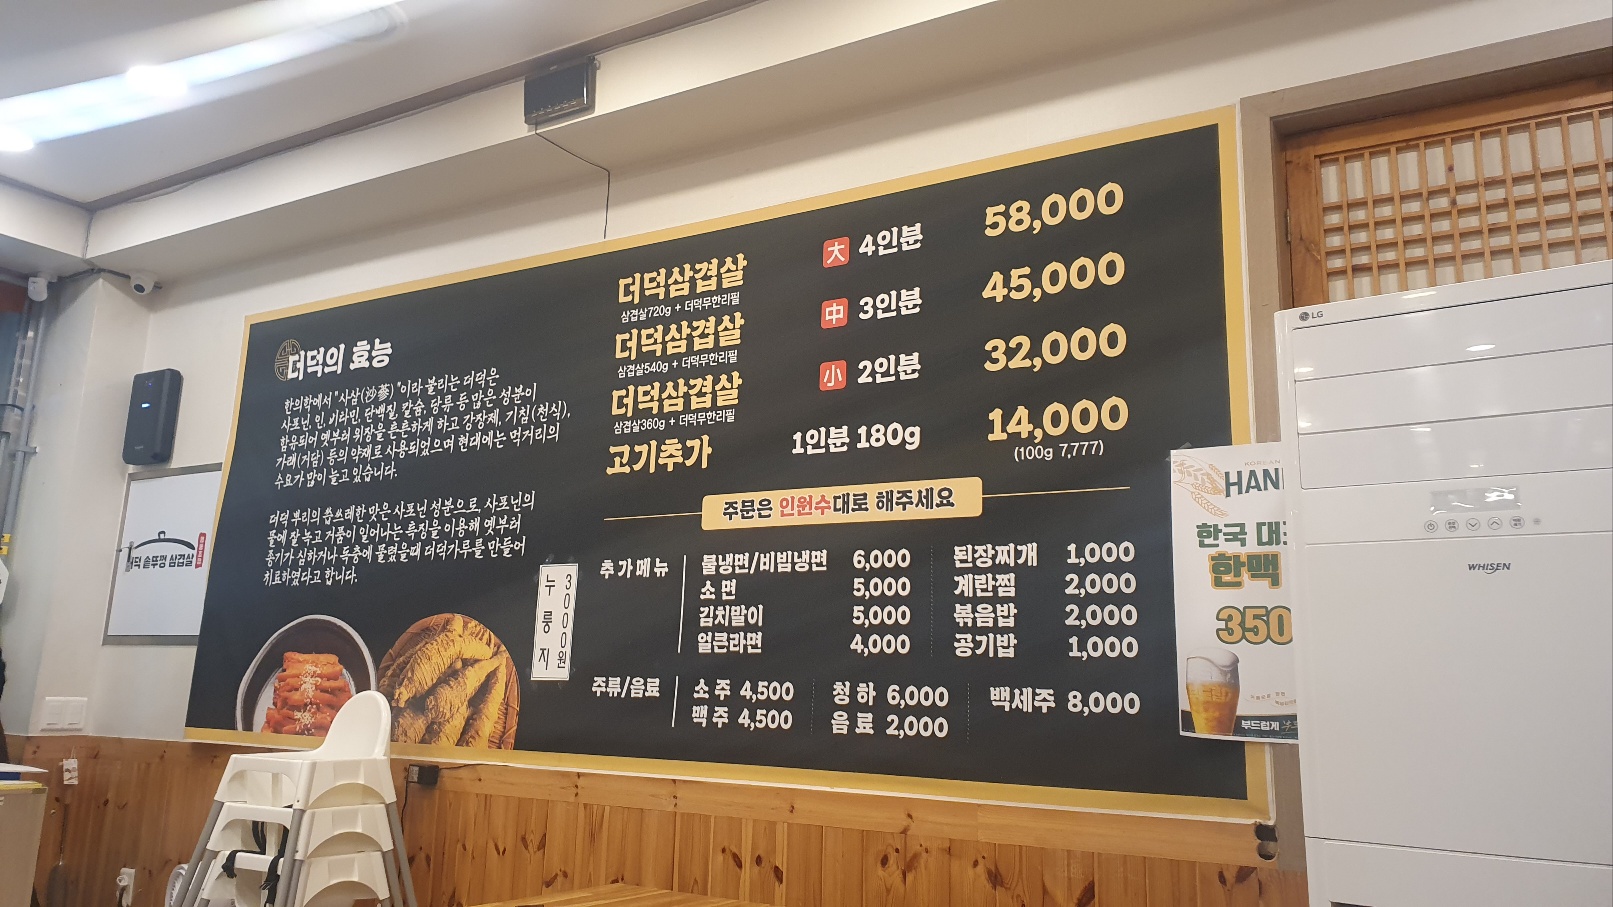 더덕의 효능
한의학에서 "사삼(沙蔘)"이라 불리는 더덕은
사포닌, 인, 비타민, 단백질, 칼슘, 당류 등 많은 성분이
함유되어 옛부터 위장을 튼튼하게 하고 강장제, 기침(천식),
가래(거담) 등의 약재로 사용되었으며 현대에는 먹거리의
수요가 많이 늘고 있습니다.
더덕 뿌리의 씁쓰레한 맛은 사포닌 성분으로, 사포닌의
물에 잘 녹고 거품이 일어나는 특징을 이용해 옛부터
종기가 심하거나 독충에 물렸을때 더덕가루를 만들어
치료하였다고 합니다.
더덕삼겹살 大 4인분 58,000
삼겹살720g + 더덕무한리필
더덕삼겹살 中 3인분 45,000
삼겹살540g + 더덕무한리필
더덕삼겹살 小 2인분 32,000
삼겹살360g + 더덕무한리필
고기추가 1인분 180g 14,000
(100g 7,777)
주문은 인원수대로 해주세요
추가메뉴
물냉면/비빔냉면 6,000
소면 5,000
김치말이 5,000
얼큰라면 4,000
된장찌개 1,000
계란찜 2,000
볶음밥 2,000
공기밥 1,000
누룽지
3000원
주류/음료
소주 4,500
맥주 4,500
청하 6,000
음료 2,000
백세주 8,000
더덕 솥뚜껑 삼겹살
KOREAN
HAN
한국 대
한맥
350
부드럽게
LG
WHISEN